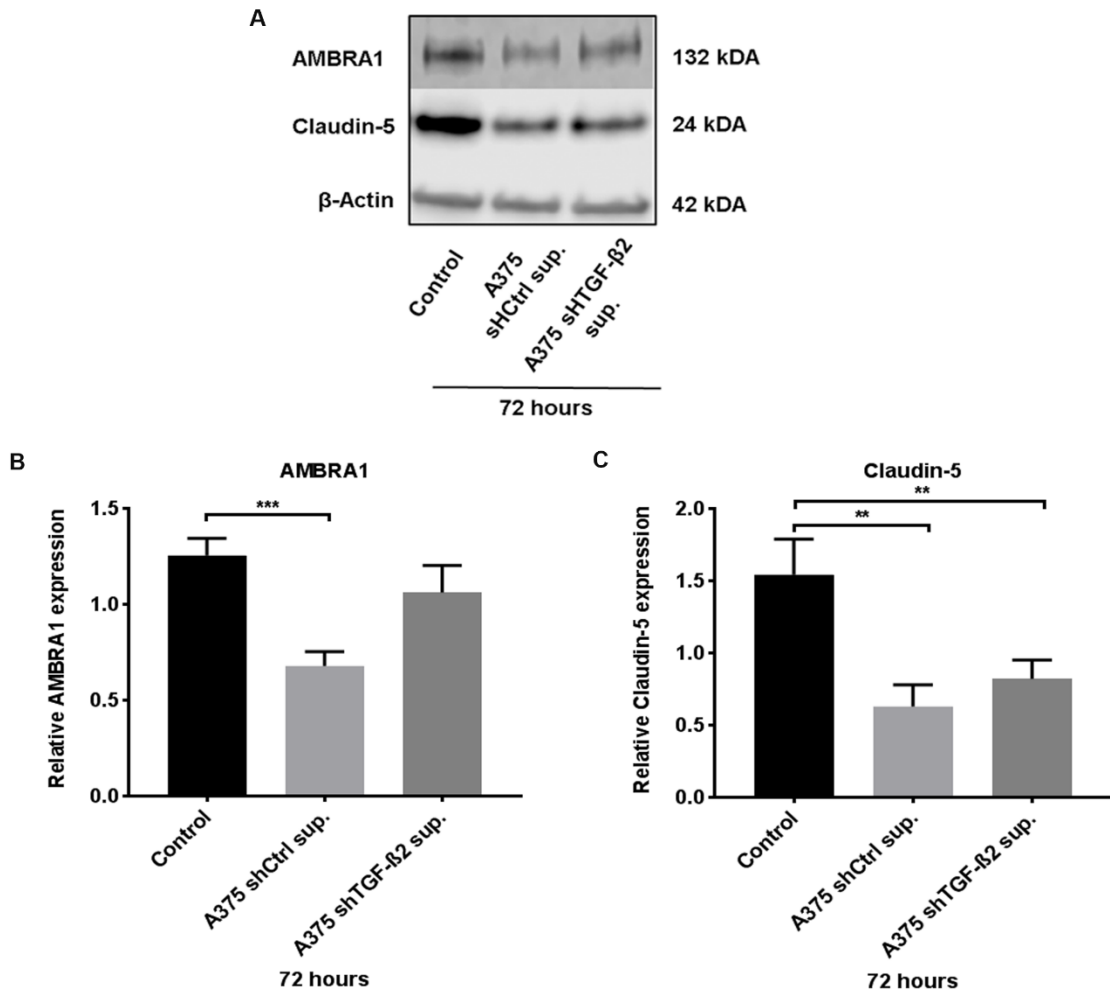 A
AMBRA1
132 kDA
Claudin-5
24 kDA
β-Actin
42 kDA
Control
A375
sHCtrl sup.
A375 sHTGF-β2
sup.
72 hours
B
AMBRA1
***
1.5
1.0
0.5
0.0
Relative AMBRA1 expression
Control
A375 shCtrl sup.
A375 shTGF-ß2 sup.
72 hours
C
Claudin-5
**
**
2.0
1.5
1.0
0.5
0.0
Relative Claudin-5 expression
Control
A375 shCtrl sup.
A375 shTGF-ß2 sup.
72 hours